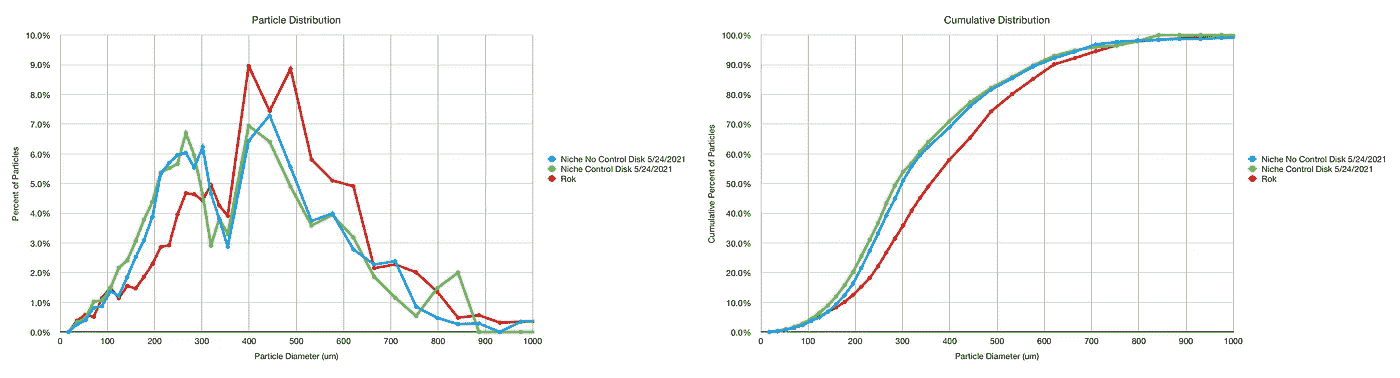 Particle Distribution
10.0%
9.0%
8.0%
7.0%
6.0%
5.0%
4.0%
3.0%
2.0%
1.0%
0.0%
Percent of Particles
0 100 200 300 400 500 600 700 800 900 1000
Particle Diameter (um)
Niche No Control Disk 5/24/2021
Niche Control Disk 5/24/2021
Rok
Cumulative Distribution
100.0%
90.0%
80.0%
70.0%
60.0%
50.0%
40.0%
30.0%
20.0%
10.0%
0.0%
Cumulative Percent of Particles
0 100 200 300 400 500 600 700 800 900 1000
Particle Diameter (um)
Niche No Control Disk 5/24/2021
Niche Control Disk 5/24/2021
Rok